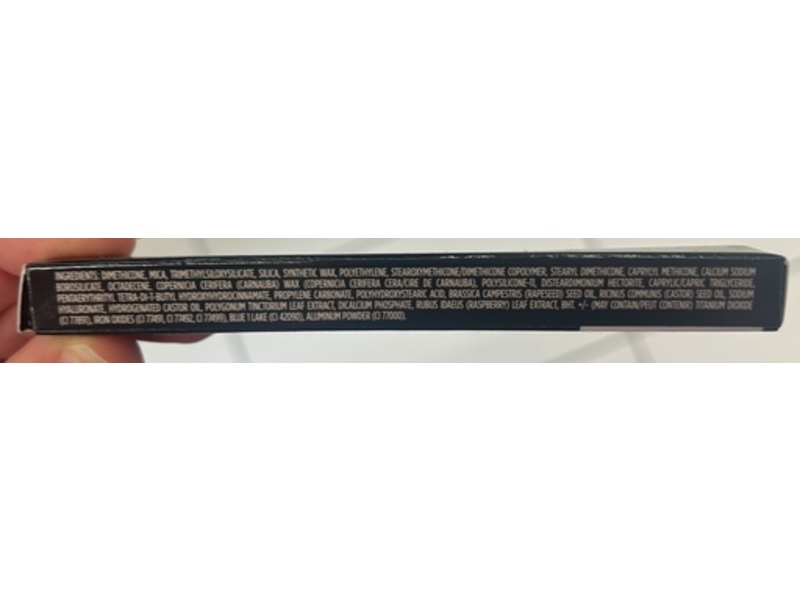 INGREDIENTS: DIMETHICONE, MICA, TRIMETHYLSILOXYSILICATE, SILICA, SYNTHETIC WAX, POLYETHYLENE, STEAROXYMETHICONE/DIMETHICONE COPOLYMER, STEARYL DIMETHICONE, CAPRYLYL METHICONE, CALCIUM SODIUM
BOROSILICATE, OCTADECENE, COPERNICIA CERIFERA (CARNAUBA) WAX (COPERNICIA CERIFERA CERA/CIRE DE CARNAUBA), POLYSILICONE-11, DISTEARDIMONIUM HECTORITE, CAPRYLIC/CAPRIC TRIGLYCERIDE,
PENTAERYTHRITYL TETRA-DI-T-BUTYL HYDROXYHYDROCINNAMATE, PROPYLENE CARBONATE, POLYHYDROXYSTEARIC ACID, BRASSICA CAMPESTRIS (RAPESEED) SEED OIL, RICINUS COMMUNIS (CASTOR) SEED OIL, SODIUM
HYALURONATE, HYDROGENATED CASTOR OIL, POLYGONUM TINCTORIUM LEAF EXTRACT, DICALCIUM PHOSPHATE, RUBUS IDAEUS (RASPBERRY) LEAF EXTRACT, BHT. +/- (MAY CONTAIN/PEUT CONTENIR) TITANIUM DIOXIDE
(CI 77891), IRON OXIDES (CI 77491, CI 77492, CI 77499), BLUE 1 LAKE (CI 42090), ALUMINUM POWDER (CI 77000).